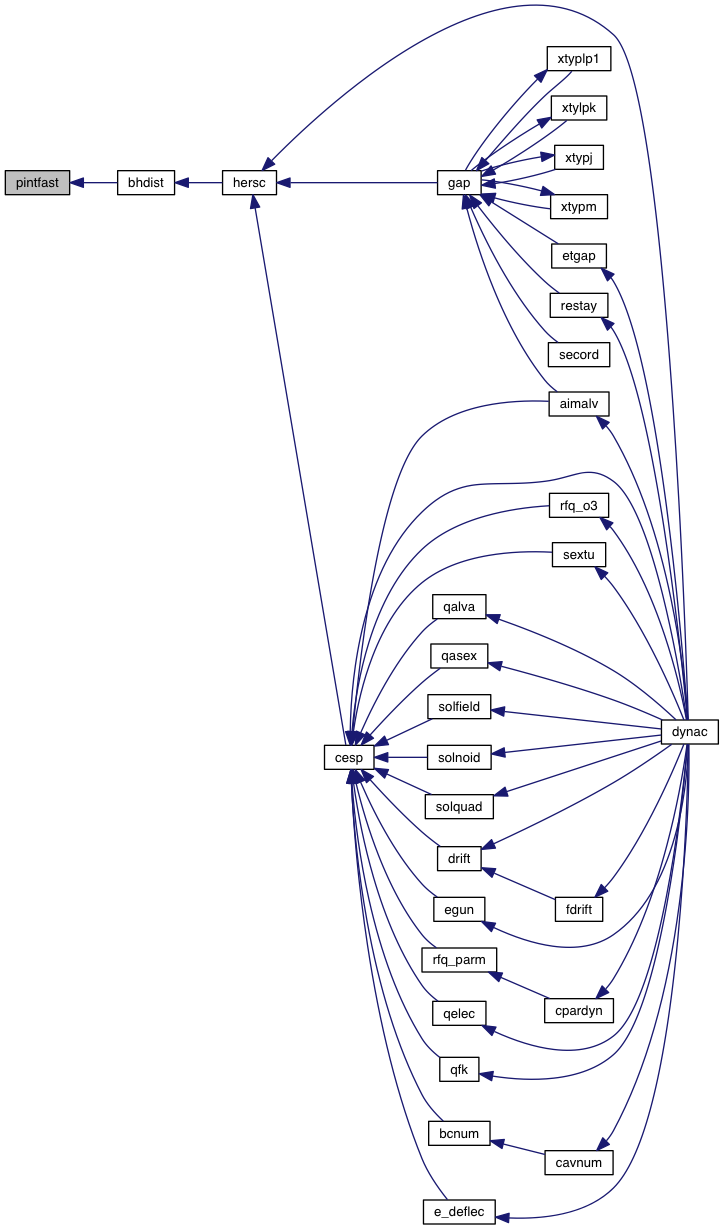 xtyplp1
xtylpk
xtypj
pintfast
bhdist
hersc
gap
xtypm
etgap
restay
secord
aimalv
rfq_o3
sextu
qalva
qasex
solfield
dynac
cesp
solnoid
solquad
drift
egun
fdrift
rfq_parm
qelec
cpardyn
qfk
bcnum
cavnum
e_deflec